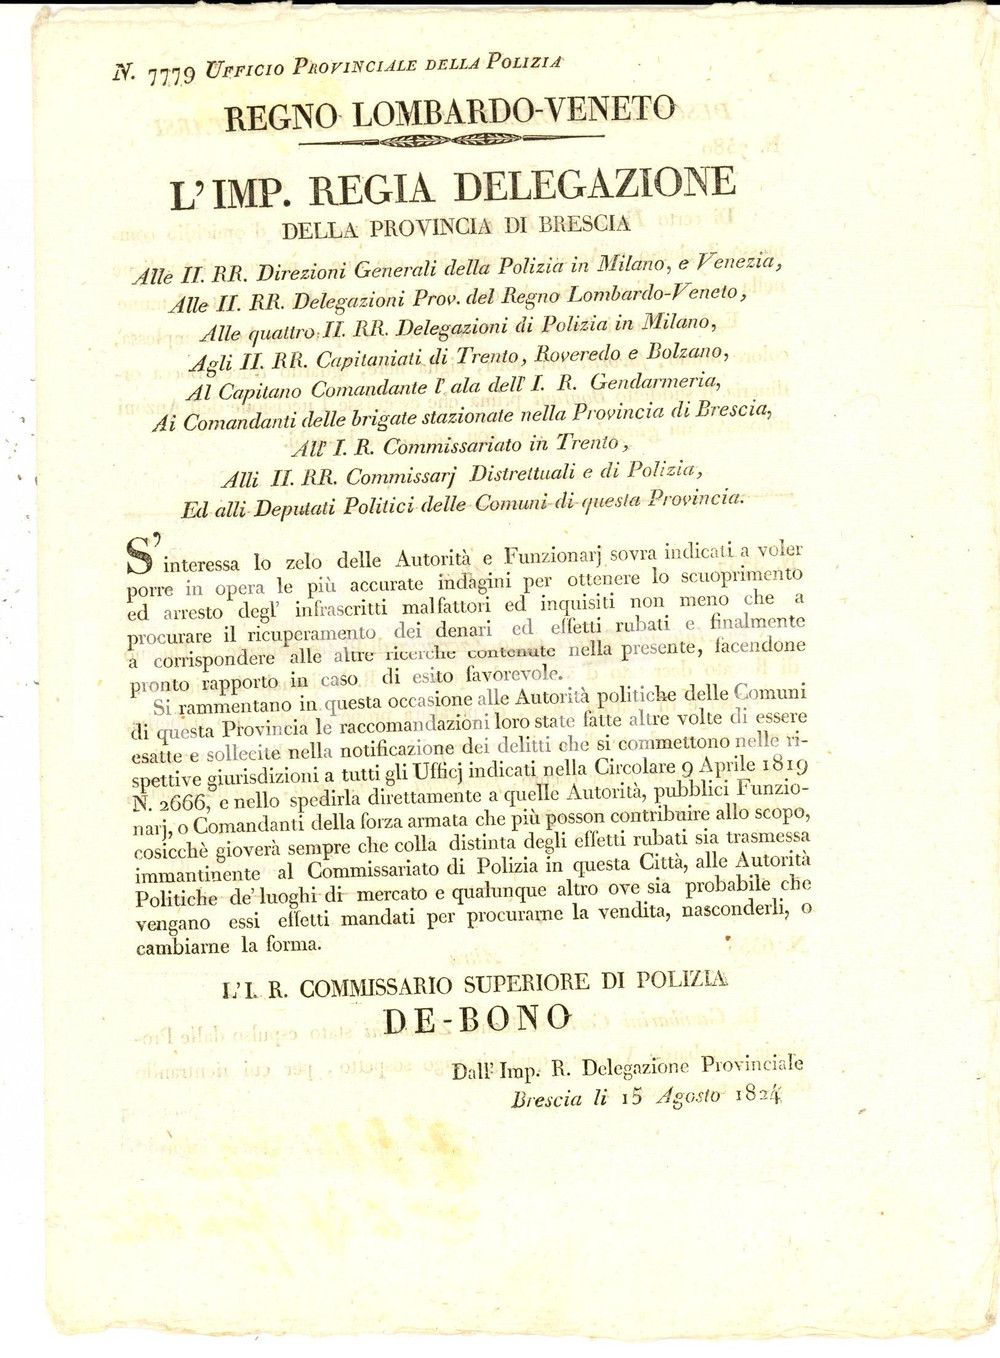 N. 7779 UFFICIO PROVINCIALE DELLA POLIZIA
REGNO LOMBARDO-VENETO
L' IMP. REGIA DELEGAZIONE
DELLA PROVINCIA DI BRESCIA
Alle II. RR. Direzioni Generali della Polizia in Milano, e Venezia,
Alle II. RR. Delegazioni Prov. del Regno Lombardo-Veneto,
Alle quattro II. RR. Delegazioni di Polizia in Milano,
Agli II. RR. Capitaniati di Trento, Roveredo e Bolzano,
Al Capitano Comandante l' ala dell' I. R. Gendarmeria,
Ai Comandanti delle brigate stazionate nella Provincia di Brescia,
All' I. R. Commissariato in Trento,
Alli II. RR. Commissarj Distrettuali e di Polizia,
Ed alli Deputati Politici delle Comuni di questa Provincia.
S' interessa lo zelo delle Autorità e Funzionarj sovra indicati a voler
porre in opera le più accurate indagini per ottenere lo scuoprimento
ed arresto degl' infrascritti malfattori ed inquisiti non meno che a
procurare il ricuperamento dei denari ed effetti rubati e finalmente
a corrispondere alle altre ricerche contenute nella presente, facendone
pronto rapporto in caso di esito favorevole.
Si rammentano in questa occasione alle Autorità politiche delle Comuni
di questa Provincia le raccomandazioni loro state fatte altre volte di essere
esatte e sollecite nella notificazione dei delitti che si commettono nelle ri-
spettive giurisdizioni a tutti gli Ufficj indicati nella Circolare 9 Aprile 1819
N. 2666, e nello spedirla direttamente a quelle Autorità, pubblici Funzio-
narj, o Comandanti della forza armata che più posson contribuire allo scopo,
cosicchè gioverà sempre che colla distinta degli effetti rubati sia trasmessa
immantinente al Commissariato di Polizia in questa Città, alle Autorità
Politiche de' luoghi di mercato e qualunque altro ove sia probabile che
vengano essi effetti mandati per procurarne la vendita, nasconderli, o
cambiarne la forma.
L' I. R. COMMISSARIO SUPERIORE DI POLIZIA
DE-BONO
Dall' Imp. R. Delegazione Provinciale
Brescia li 15 Agosto 1824